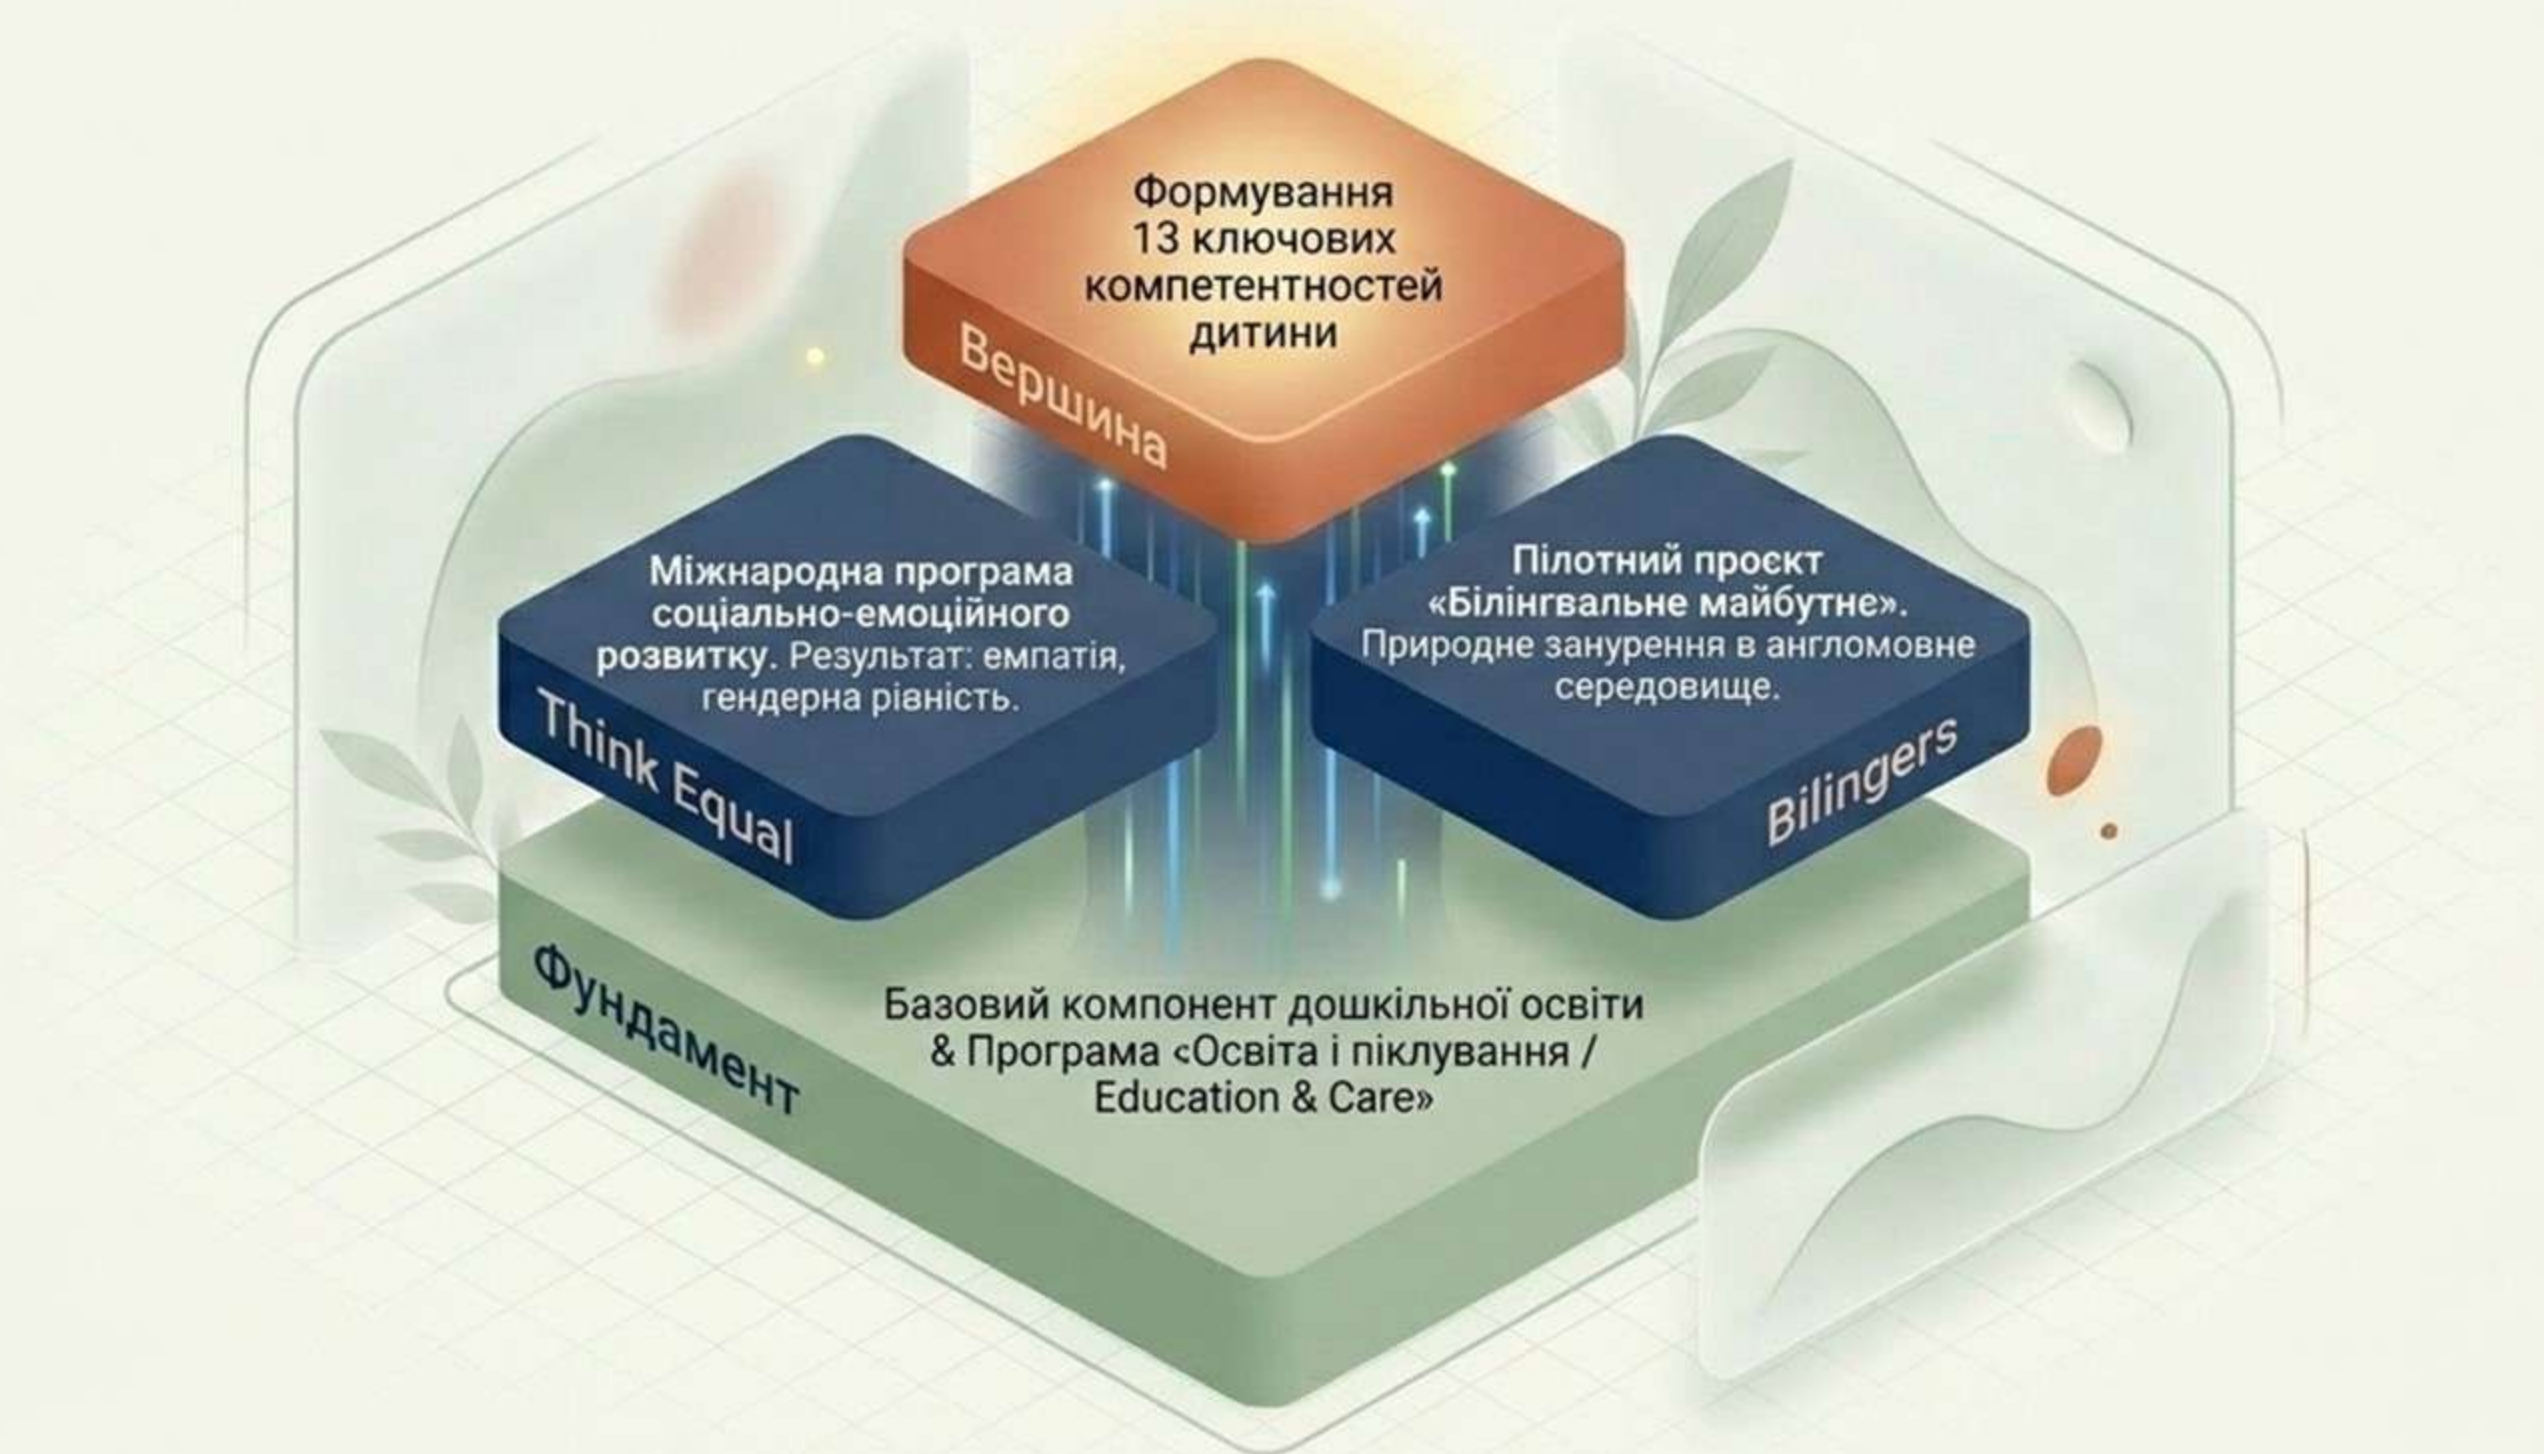 Формування
13 ключових
компетентностей
дитини
Вершина
Міжнародна програма
соціально-емоційного
розвитку. Результат: емпатія,
гендерна рівність.
Think Equal
Пілотний проєкт
«Білінгвальне майбутнє».
Природне занурення в англомовне
середовище.
Bilingers
Фундамент
Базовий компонент дошкільної освіти
& Програма «Освіта і піклування /
Education & Care»